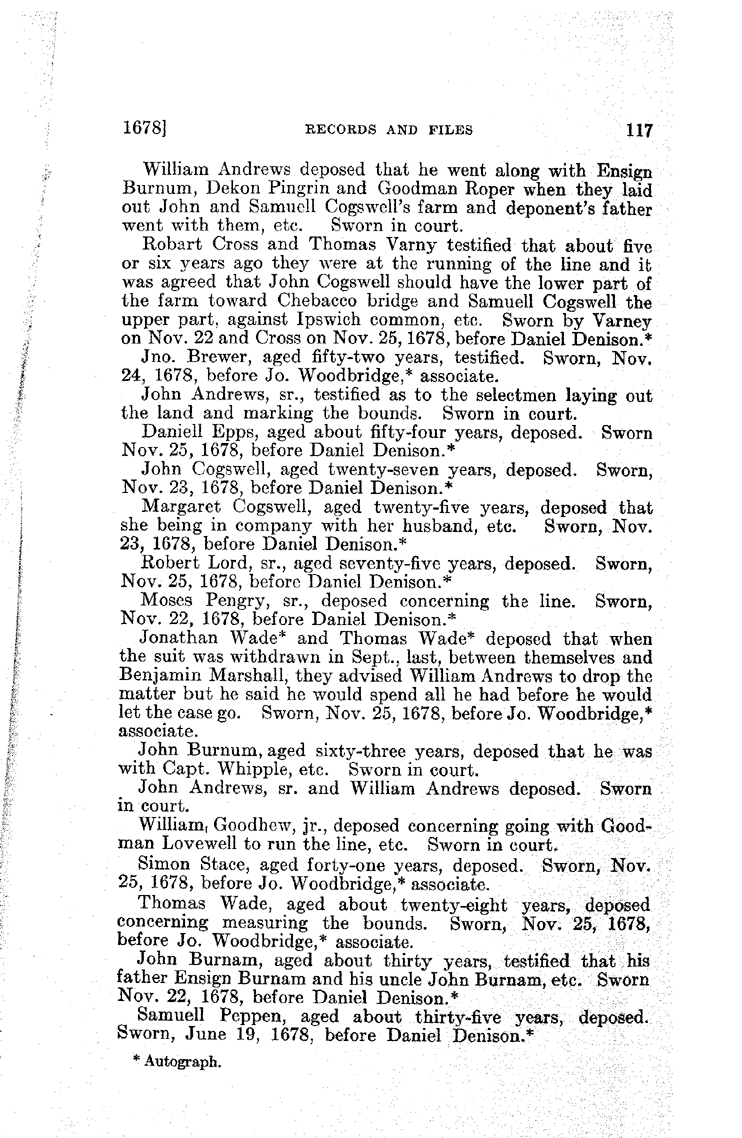 1678] RECORDS AND FILES 117
William Andrews deposed that he went along with Ensign
Burnum, Dekon Pingrin and Goodman Roper when they laid
out John and Samuell Cogswell's farm and deponent's father
went with them, etc. Sworn in court.
Robart Cross and Thomas Varny testified that about five
or six years ago they were at the running of the line and it
was agreed that John Cogswell should have the lower part of
the farm toward Chebacco bridge and Samuell Cogswell the
upper part, against Ipswich common, etc. Sworn by Varney
on Nov. 22 and Cross on Nov. 25, 1678, before Daniel Denison.*
Jno. Brewer, aged fifty-two years, testified. Sworn, Nov.
24, 1678, before Jo. Woodbridge,* associate.
John Andrews, sr., testified as to the selectmen laying out
the land and marking the bounds. Sworn in court.
Daniell Epps, aged about fifty-four years, deposed. Sworn
Nov. 25, 1678, before Daniel Denison.*
John Cogswell, aged twenty-seven years, deposed. Sworn,
Nov. 23, 1678, before Daniel Denison.*
Margaret Cogswell, aged twenty-five years, deposed that
she being in company with her husband, etc. Sworn, Nov.
23, 1678, before Daniel Denison.*
Robert Lord, sr., aged seventy-five years, deposed. Sworn,
Nov. 25, 1678, before Daniel Denison.*
Moses Pengry, sr., deposed concerning the line. Sworn,
Nov. 22, 1678, before Daniel Denison.*
Jonathan Wade* and Thomas Wade* deposed that when
the suit was withdrawn in Sept., last, between themselves and
Benjamin Marshall, they advised William Andrews to drop the
matter but he said he would spend all he had before he would
let the case go. Sworn, Nov. 25, 1678, before Jo. Woodbridge,*
associate.
John Burnum, aged sixty-three years, deposed that he was
with Capt. Whipple, etc. Sworn in court.
John Andrews, sr. and William Andrews deposed. Sworn
in court.
William, Goodhew, jr., deposed concerning going with Good-
man Lovewell to run the line, etc. Sworn in court.
Simon Stace, aged forty-one years, deposed. Sworn, Nov.
25, 1678, before Jo. Woodbridge,* associate.
Thomas Wade, aged about twenty-eight years, deposed
concerning measuring the bounds. Sworn, Nov. 25, 1678,
before Jo. Woodbridge,* associate.
John Burnam, aged about thirty years, testified that his
father Ensign Burnam and his uncle John Burnam, etc. Sworn
Nov. 22, 1678, before Daniel Denison.*
Samuell Peppen, aged about thirty-five years, deposed.
Sworn, June 19, 1678, before Daniel Denison.*
* Autograph.